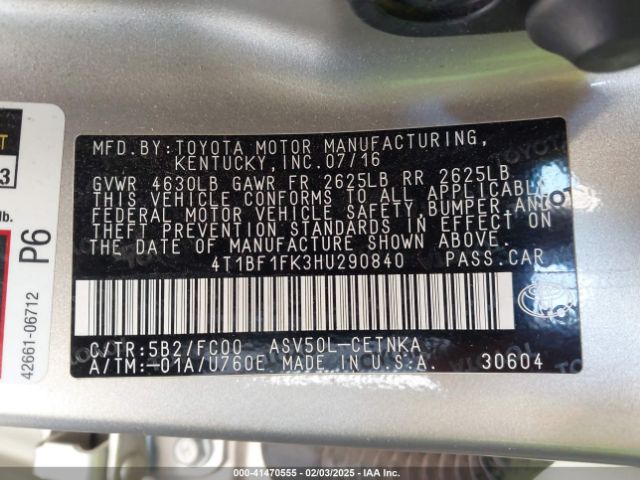 MFD.BY:TOYOTA MOTOR MANUFACTURING,
KENTUCKY,INC.07/16
GVWR 4630LB GAWR FR 2625LB RR 2625LB
THIS VEHICLE CONFORMS TO ALL APPLICABLE
FEDERAL MOTOR VEHICLE SAFETY,BUMPER,AND
THEFT PREVENTION STANDARDS IN EFFECT ON
THE DATE OF MANUFACTURE SHOWN ABOVE.
4T1BF1FK3HU290840 PASS.CAR
C/TR:5B2/FC00 ASV50L-CETNKA
A/TM:-01A/U760E MADE IN U.S.A. 30604
3
lb.
P6
42661-06712
000-41470555 - 02/03/2025 - IAA Inc.